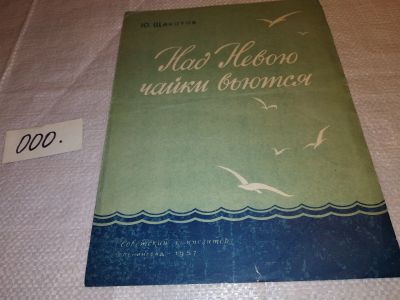 Ю. Щекотов
Над Невою
чайки вьются
000.
Советский композитор
Ленинград - 1957